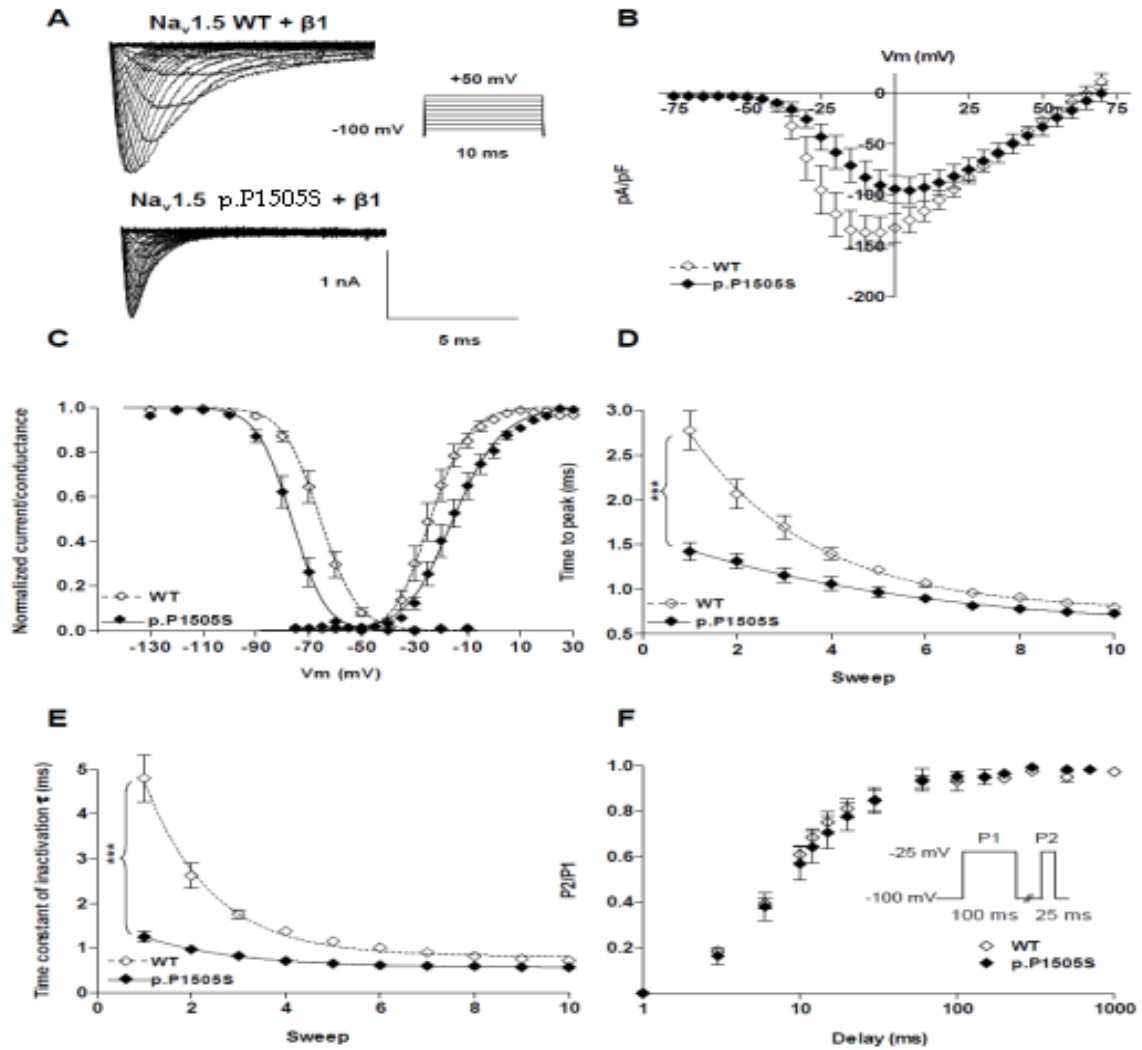 A
Nav1.5 WT + β1
+50 mV
-100 mV
10 ms
Nav1.5 p.P1505S + β1
1 nA
5 ms
B
Vm (mV)
-75 -25 0 25 50 75
-50
-100
-150
-200
pA/pF
WT
p.P1505S
C
Normalized current/conductance
1.0
0.8
0.6
0.4
0.2
0.0
WT
p.P1505S
-130 -110 -90 -70 -50 -30 -10 10 30
Vm (mV)
D
Time to peak (ms)
3.0
2.5
2.0
1.5
1.0
0.5
***
WT
p.P1505S
0 2 4 6 8 10
Sweep
E
Time constant of inactivation τ (ms)
5
4
3
2
1
0
***
WT
p.P1505S
0 2 4 6 8 10
Sweep
F
P2/P1
1.0
0.8
0.6
0.4
0.2
P1 P2
-25 mV
-100 mV
100 ms 25 ms
WT
p.P1505S
1 10 100 1000
Delay (ms)